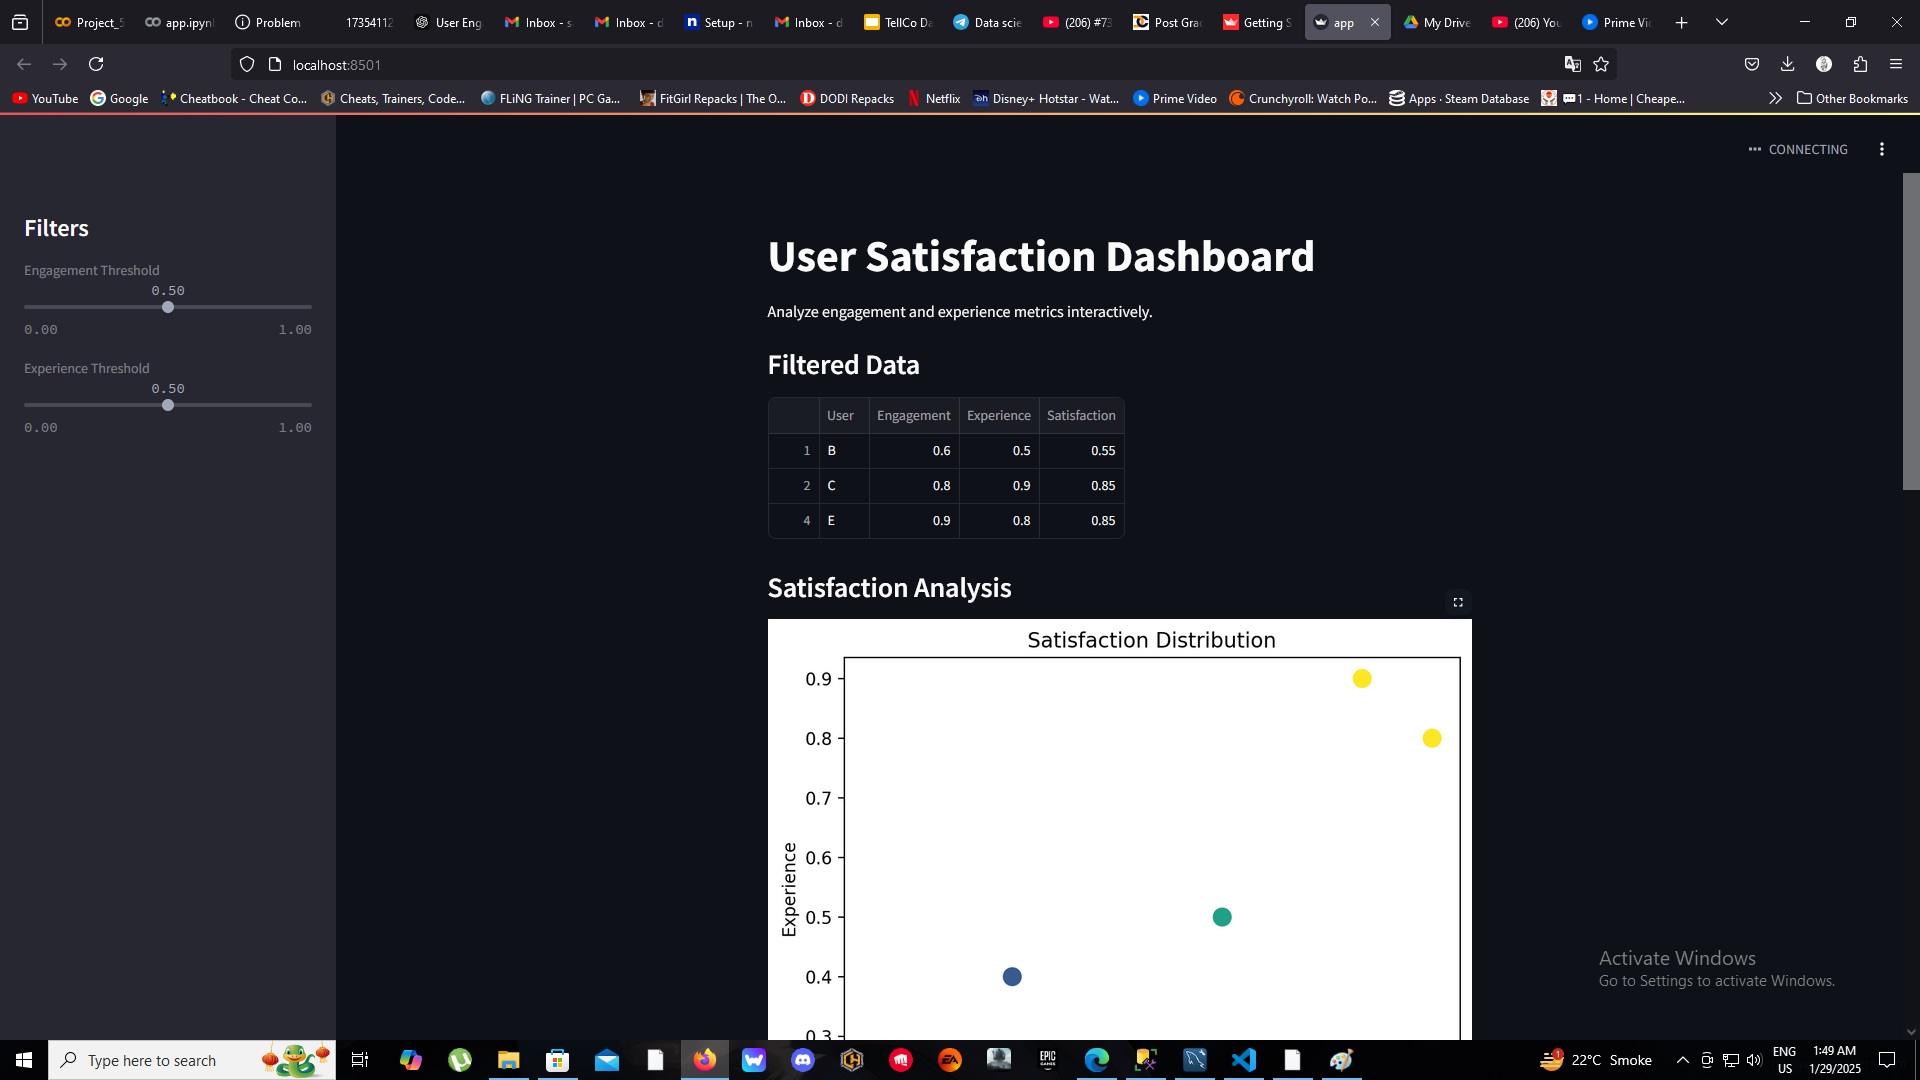 Project_5
app.ipyn
Problem
17354112
User Eng
Inbox - s
Inbox - d
Setup - n
Inbox - d
TellCo Da
Data scie
(206) #73
Post Gra
Getting S
app
My Drive
(206) You
Prime Vi
localhost:8501
YouTube
Google
Cheatbook - Cheat Co...
Cheats, Trainers, Code...
FLiNG Trainer | PC Ga...
FitGirl Repacks | The O...
DODI Repacks
Netflix
Disney+ Hotstar - Wat...
Prime Video
Crunchyroll: Watch Po...
Apps · Steam Database
1 - Home | Cheape...
Other Bookmarks
CONNECTING
Filters
Engagement Threshold
0.50
0.00 1.00
Experience Threshold
0.50
0.00 1.00
User Satisfaction Dashboard
Analyze engagement and experience metrics interactively.
Filtered Data
User Engagement Experience Satisfaction
1 B 0.6 0.5 0.55
2 C 0.8 0.9 0.85
4 E 0.9 0.8 0.85
Satisfaction Analysis
Satisfaction Distribution
0.9
0.8
0.7
0.6
0.5
0.4
0.3
Experience
Activate Windows
Go to Settings to activate Windows.
Type here to search
EA
EPIC
GAMES
1
22°C Smoke
ENG
US
1:49 AM
1/29/2025